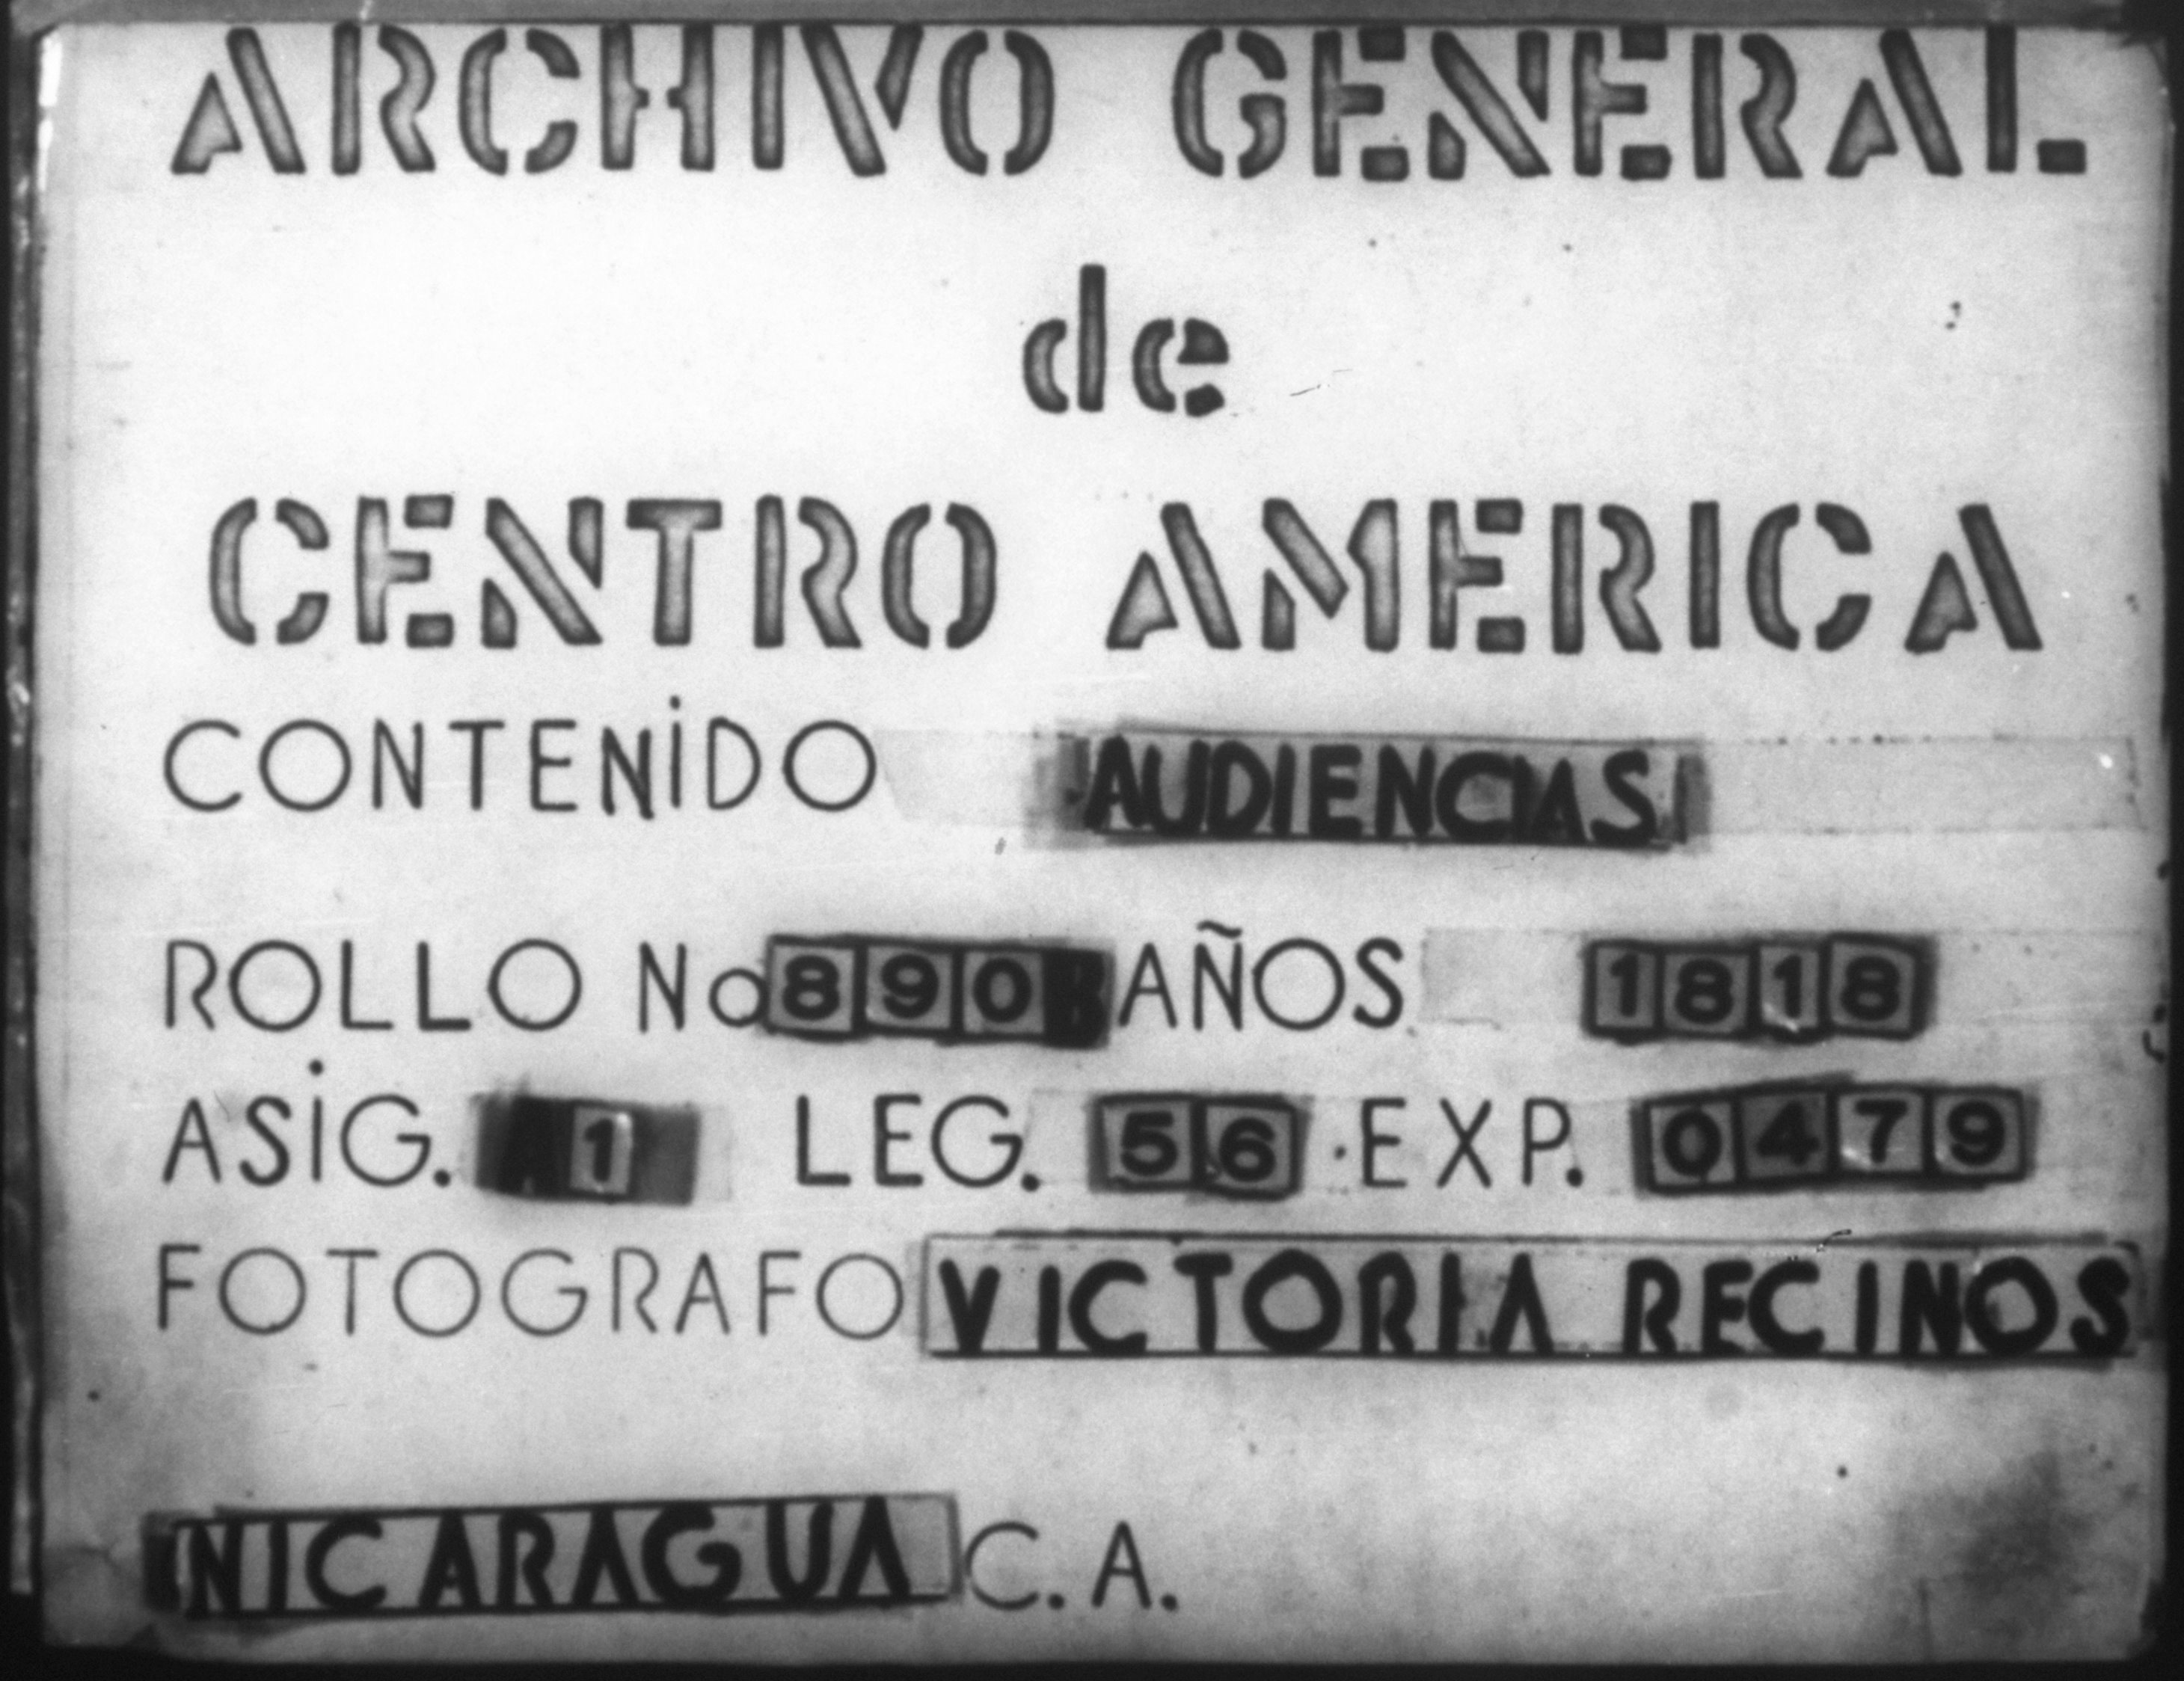 ARCHIVO GENERAL
de
CENTRO AMERICA
CONTENIDO AUDIENCIAS
ROLLO No 890 AÑOS 1818
ASIG. 1 LEG. 56 EXP. 0479
FOTOGRAFO VICTORIA RECINOS
NICARAGUA C.A.